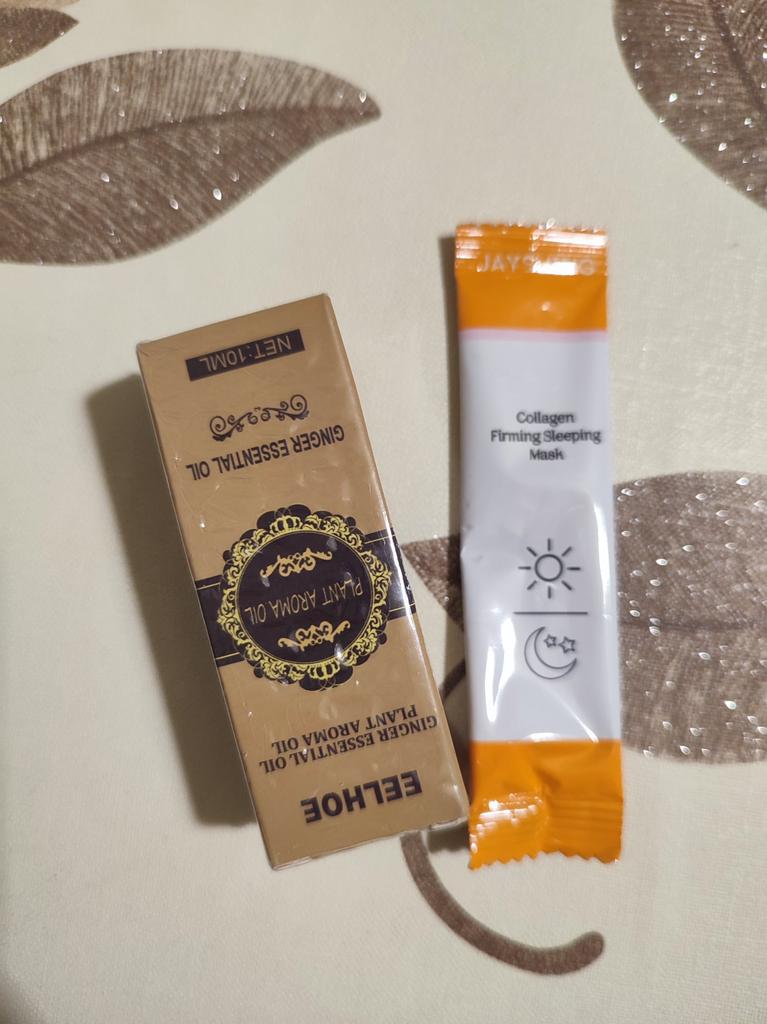 EELHOE
GINGER ESSENTIAL OIL
PLANT AROMA OIL
PLANT AROMA OIL
GINGER ESSENTIAL OIL
NET:10ML
Collagen
Firming Sleeping
Mask